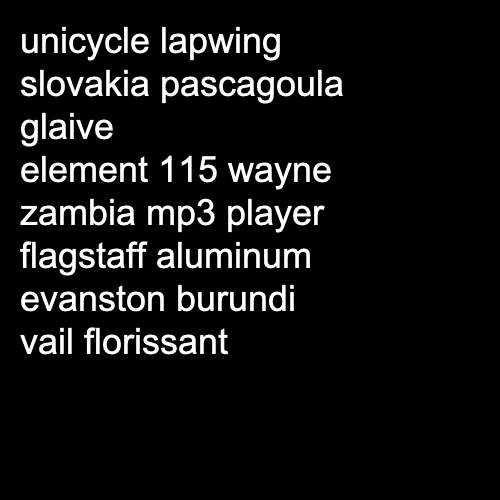 unicycle lapwing
slovakia pascagoula
glaive
element 115 wayne
zambia mp3 player
flagstaff aluminum
evanston burundi
vail florissant